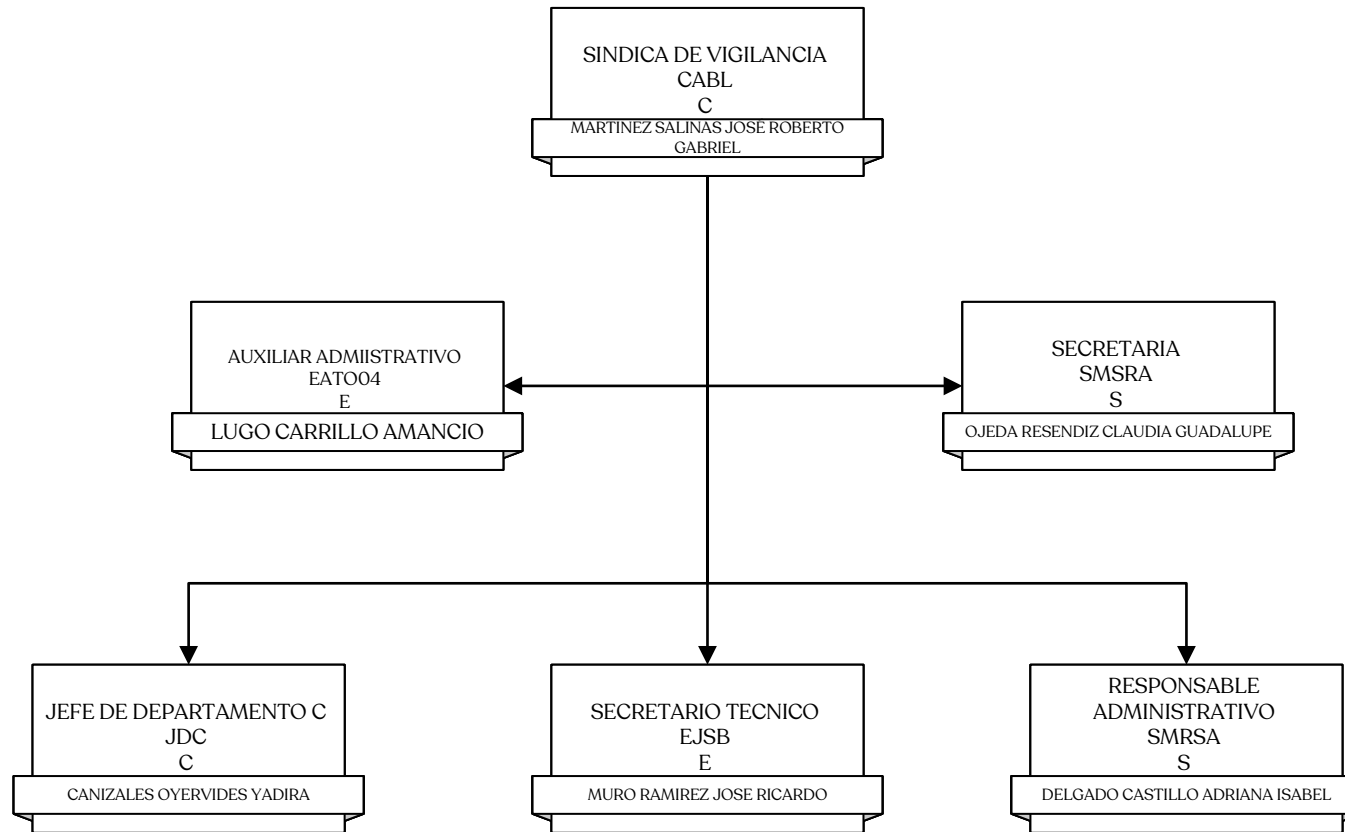 SINDICA DE VIGILANCIA
CABL
C
MARTINEZ SALINAS JOSÉ ROBERTO
GABRIEL
AUXILIAR ADMIISTRATIVO
EATO04
E
LUGO CARRILLO AMANCIO
SECRETARIA
SMSRA
S
OJEDA RESENDIZ CLAUDIA GUADALUPE
JEFE DE DEPARTAMENTO C
JDC
C
CANIZALES OYERVIDES YADIRA
SECRETARIO TECNICO
EJSB
E
MURO RAMIREZ JOSE RICARDO
RESPONSABLE
ADMINISTRATIVO
SMRSA
S
DELGADO CASTILLO ADRIANA ISABEL